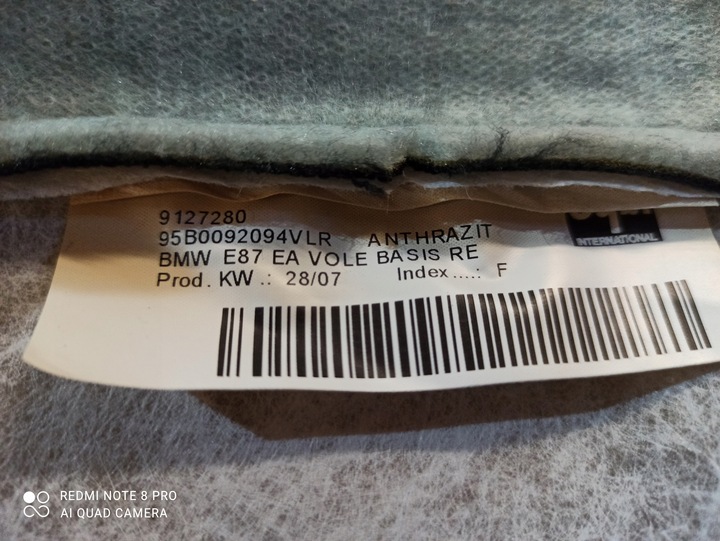 9127280
95B0092094VLR ANTHRAZIT
INTERNATIONAL
BMW E87 EA VOLE BASIS RE
Prod. KW .: 28/07 Index ....: F
REDMI NOTE 8 PRO
AI QUAD CAMERA